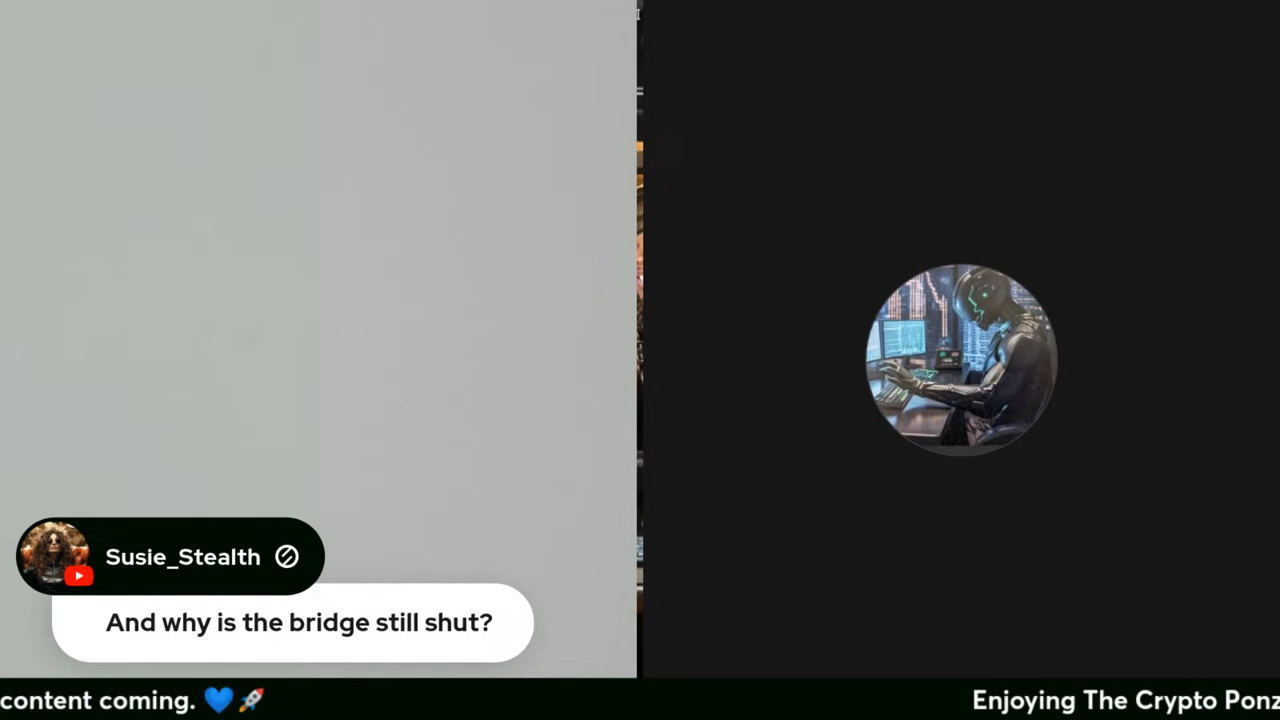 Susie_Stealth
And why is the bridge still shut?
content coming. 💙🚀
Enjoying The Crypto Ponz